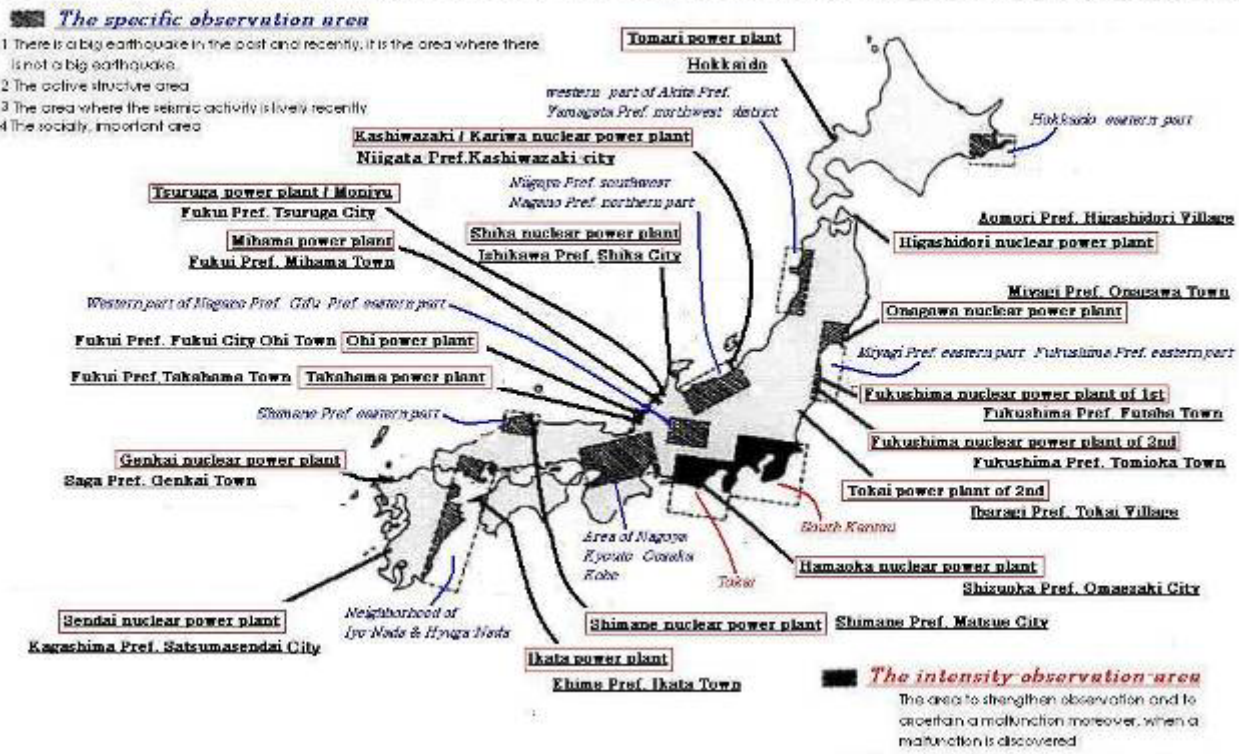 The specific observation area
1 There is a big earthquake in the past and recently, it is the area where there
is not a big earthquake.
2 The active structure area
3 The area where the seismic activity is lively recently
4 The socially, important area
Tomari power plant
Hokkaido
western part of Akita Pref.
Yamagata Pref. northwest district
Hokkaido eastern part
Kashiwazaki / Kariwa nuclear power plant
Niigata Pref.Kashiwazaki city
Niigata Pref. southwest
Nagano Pref. northern part
Tsuruga power plant / Monjyu
Fukui Pref. Tsuruga City
Mihama power plant
Fukui Pref. Mihama Town
Shika nuclear power plant
Ishikawa Pref. Shika City
Aomori Pref. Higashidori Village
Higashidori nuclear power plant
Western part of Nagano Pref. Gifu Pref. eastern part
Miyagi Pref. Onagawa Town
Onagawa nuclear power plant
Fukui Pref. Fukui City Ohi Town Ohi power plant
Miyagi Pref. eastern part Fukushima Pref. eastern part
Fukui Pref.Takahama Town Takahama power plant
Fukushima nuclear power plant of 1st
Fukushima Pref. Futaba Town
Shimane Pref eastern part
Fukushima nuclear power plant of 2nd
Fukushima Pref. Tomioka Town
Genkai nuclear power plant
Saga Pref. Genkai Town
Tokai power plant of 2nd
Ibaragi Pref. Tokai Village
South Kantou
Area of Nagoya
Kyouto Oosaka
Kobe
Tokai
Hamaoka nuclear power plant
Shizuoka Pref. Omaezaki City
Neighborhood of
Iyo-Nada & Hyuga-Nada
Sendai nuclear power plant
Kagashima Pref. Satsumasendai City
Shimane nuclear power plant Shimane Pref. Matsue City
Ikata power plant
Ehime Pref. Ikata Town
The intensity observation area
The area to strengthen observation and to
ascertain a malfunction moreover, when a
malfunction is discovered